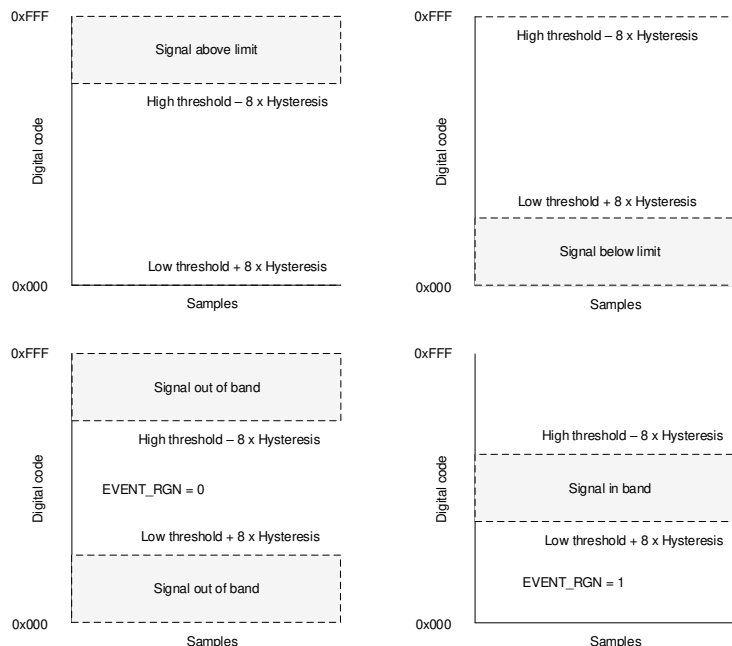 0xFFF
Signal above limit
High threshold – 8 x Hysteresis
Digital code
Low threshold + 8 x Hysteresis
0x000
Samples
0xFFF
High threshold – 8 x Hysteresis
Digital code
Low threshold + 8 x Hysteresis
Signal below limit
0x000
Samples
0xFFF
Signal out of band
High threshold – 8 x Hysteresis
Digital code
EVENT_RGN = 0
Low threshold + 8 x Hysteresis
Signal out of band
0x000
Samples
0xFFF
High threshold – 8 x Hysteresis
Digital code
Signal in band
Low threshold + 8 x Hysteresis
EVENT_RGN = 1
0x000
Samples